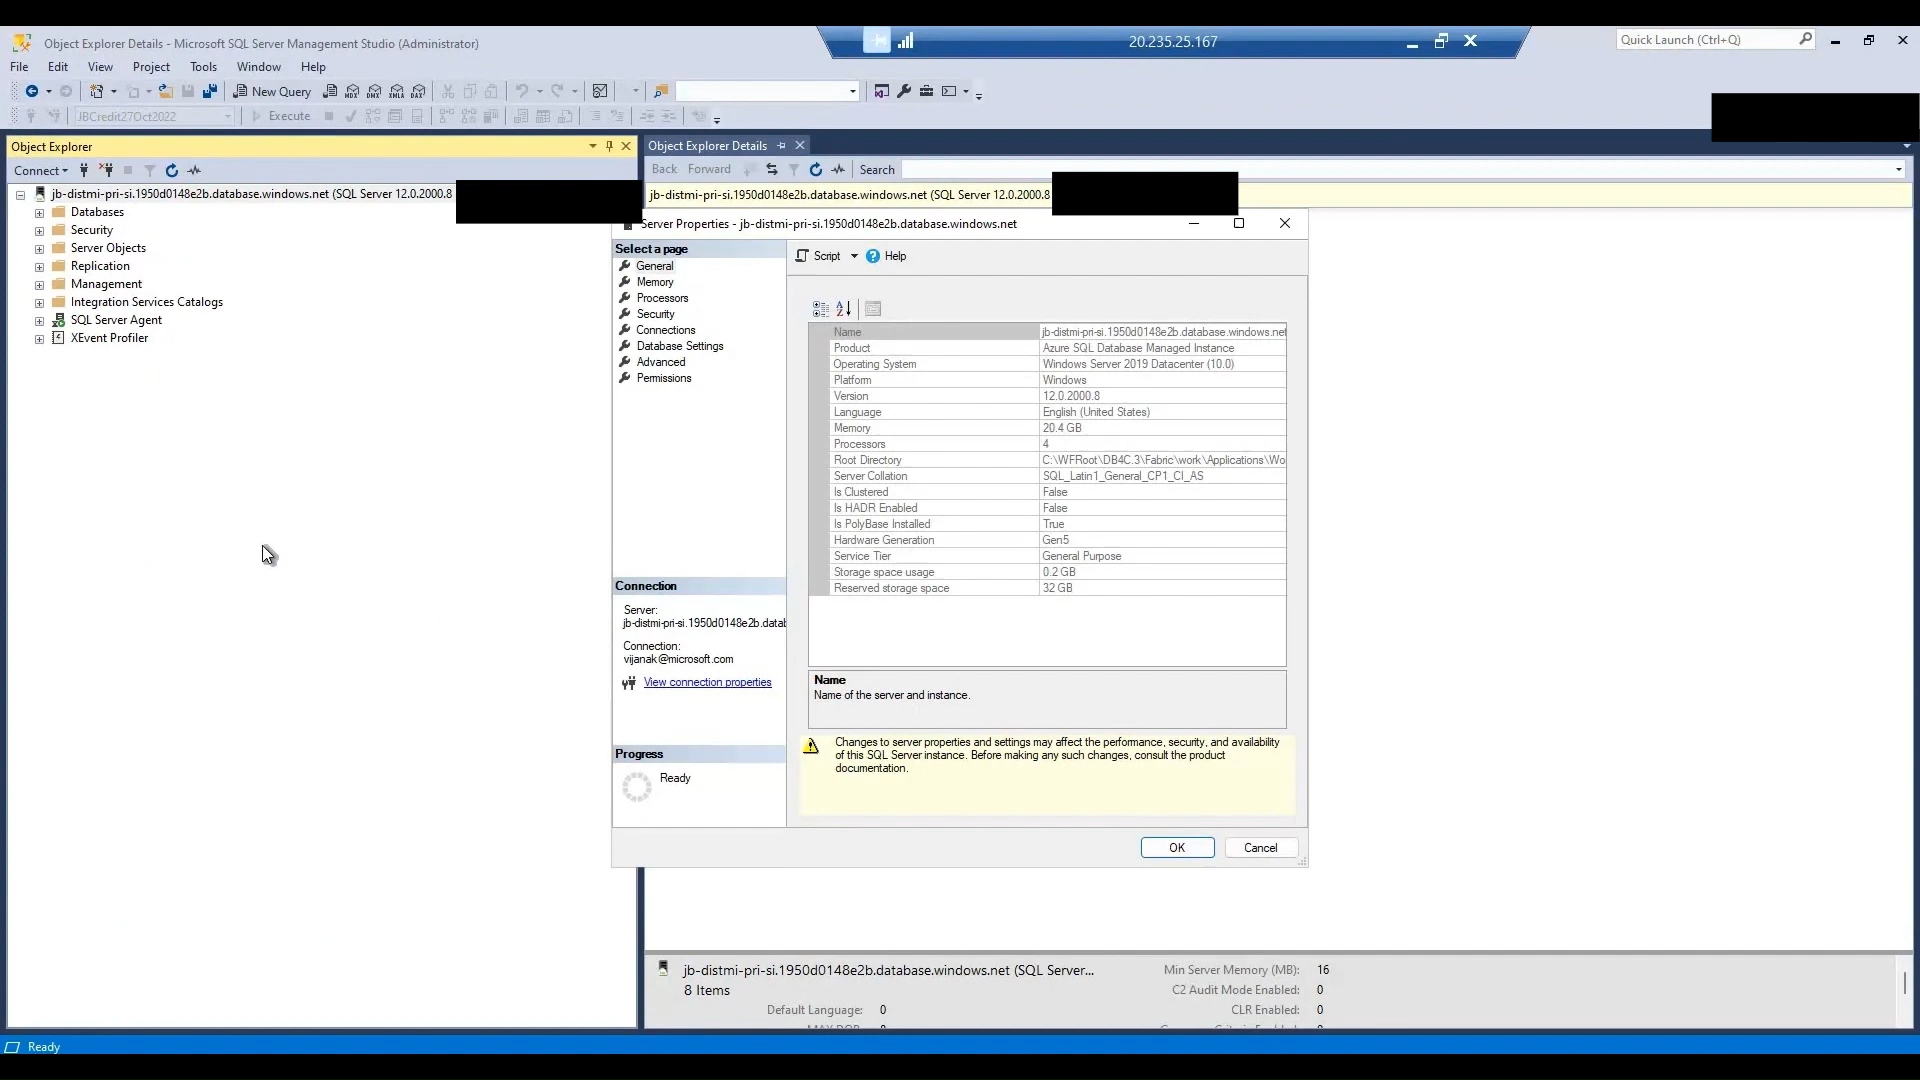 Object Explorer Details - Microsoft SQL Server Management Studio (Administrator)
20.235.25.167
Quick Launch (Ctrl+Q)
File Edit View Project Tools Window Help
New Query
MDX DMX XMLA DAX
JBCredit27Oct2022
Execute
Object Explorer
Connect
jb-distmi-pri-si.1950d0148e2b.database.windows.net (SQL Server 12.0.2000.8
Databases
Security
Server Objects
Replication
Management
Integration Services Catalogs
SQL Server Agent
XEvent Profiler
Object Explorer Details
Back Forward Search
jb-distmi-pri-si.1950d0148e2b.database.windows.net (SQL Server 12.0.2000.8
Server Properties - jb-distmi-pri-si.1950d0148e2b.database.windows.net
Select a page
General
Memory
Processors
Security
Connections
Database Settings
Advanced
Permissions
Connection
Server:
jb-distmi-pri-si.1950d0148e2b.datab
Connection:
vijanak@microsoft.com
View connection properties
Progress
Ready
Script Help
Name jb-distmi-pri-si.1950d0148e2b.database.windows.net
Product Azure SQL Database Managed Instance
Operating System Windows Server 2019 Datacenter (10.0)
Platform Windows
Version 12.0.2000.8
Language English (United States)
Memory 20.4 GB
Processors 4
Root Directory C:\WFRoot\DB4C.3\Fabric\work\Applications\Wo
Server Collation SQL_Latin1_General_CP1_CI_AS
Is Clustered False
Is HADR Enabled False
Is PolyBase Installed True
Hardware Generation Gen5
Service Tier General Purpose
Storage space usage 0.2 GB
Reserved storage space 32 GB
Name
Name of the server and instance.
Changes to server properties and settings may affect the performance, security, and availability
of this SQL Server instance. Before making any such changes, consult the product
documentation.
OK Cancel
jb-distmi-pri-si.1950d0148e2b.database.windows.net (SQL Server...
8 Items
Default Language: 0
Min Server Memory (MB): 16
C2 Audit Mode Enabled: 0
CLR Enabled: 0
Ready